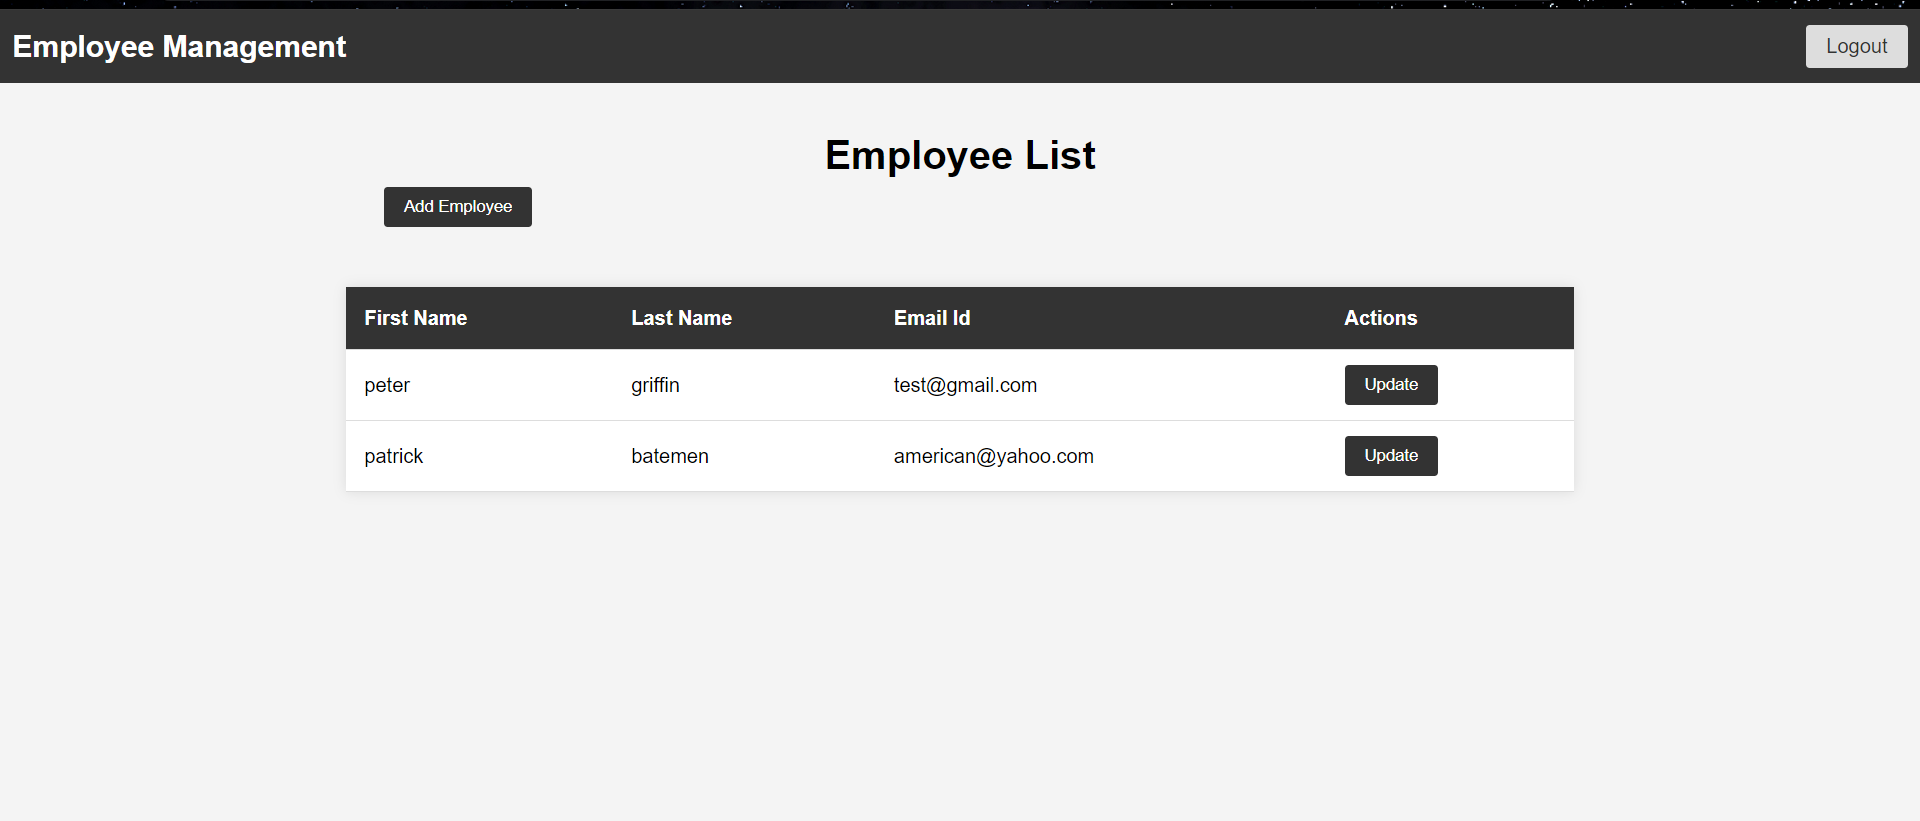 Employee Management Logout
Employee List
Add Employee
First Name Last Name Email Id Actions
peter griffin test@gmail.com Update
patrick batemen american@yahoo.com Update